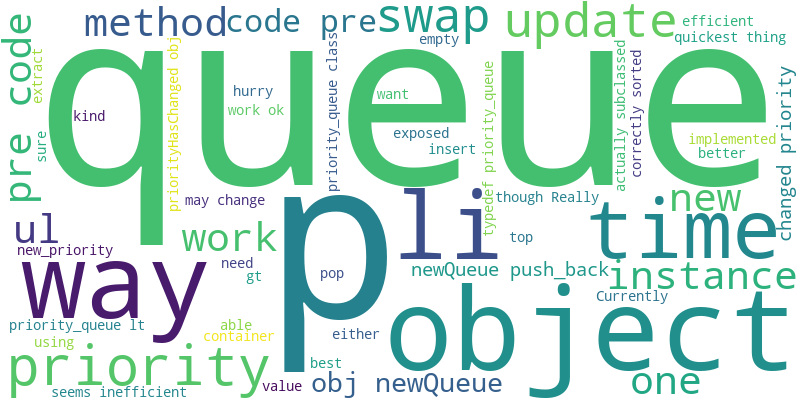 method
code pre
swap
update
efficient
quickest thing
empty
pre code
extract
queue
priorityHasChanged obj
priority_queue class
hurry
want
kind
work ok
exposed
insert
typedef priority_queue
actually subclassed
correctly sorted
implemented
better
sure
changed priority
p
li
may change
though Really
time
new
ul
work
top
new_priority
way
need
gt
pop
newQueue push_back
instance
object
Currently
priority_queue lt
able
container
either
using
priority
best
seems inefficient
value
obj newQueue
one